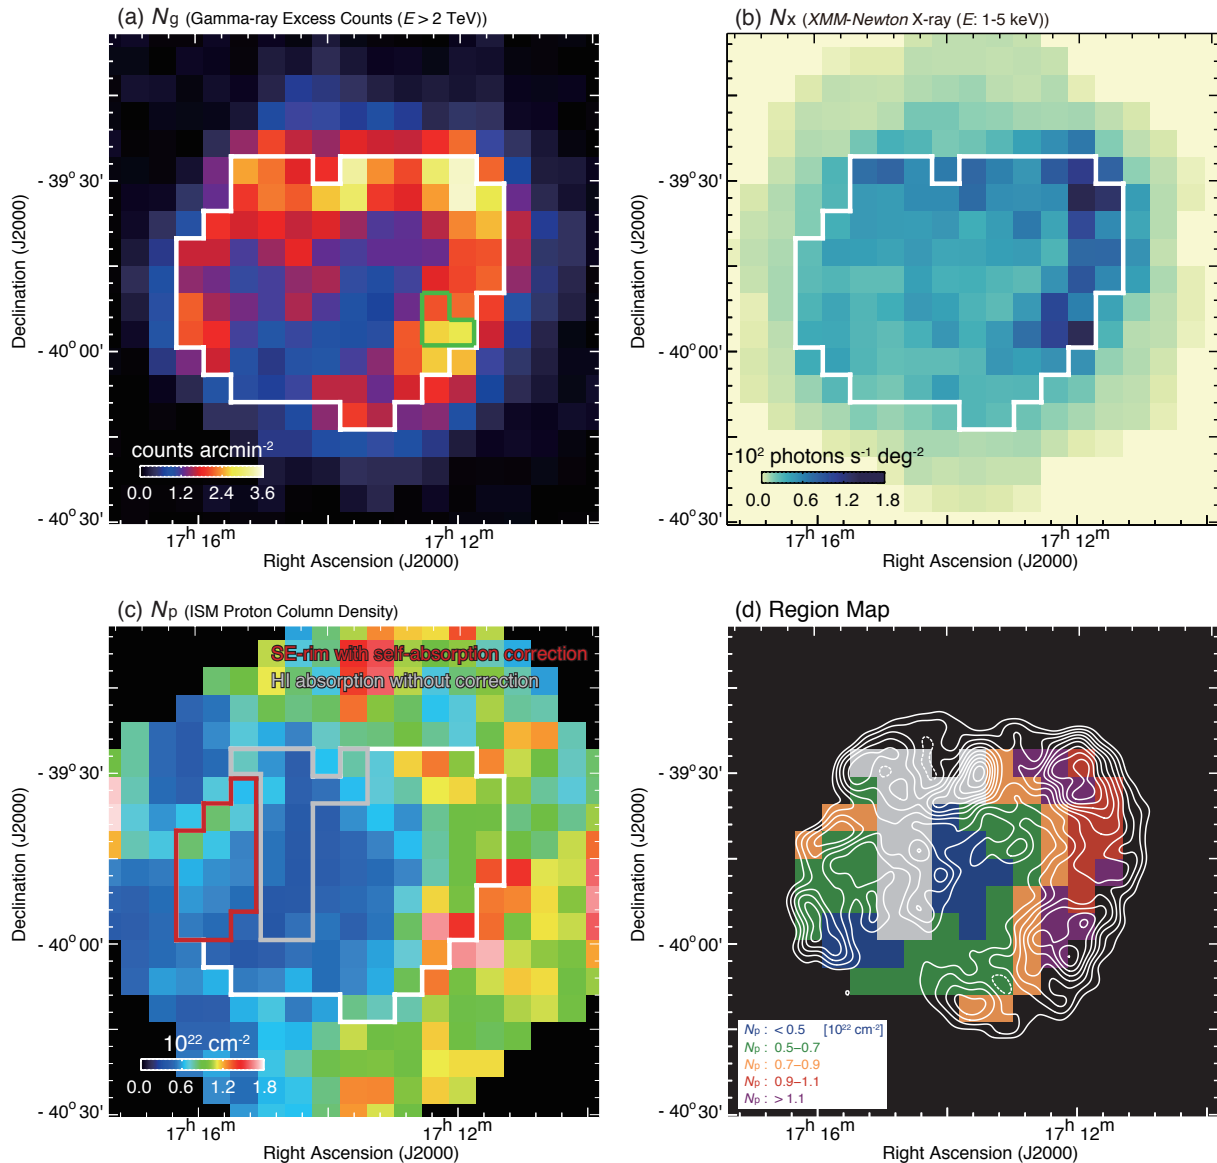 (a) Ng (Gamma-ray Excess Counts (E > 2 TeV))
Declination (J2000)
- 39° 30'
- 40° 00'
- 40° 30'
counts arcmin-2
0.0 1.2 2.4 3.6
17h 16m 17h 12m
Right Ascension (J2000)
(b) Nx (XMM-Newton X-ray (E: 1-5 keV))
Declination (J2000)
- 39° 30'
- 40° 00'
- 40° 30'
10² photons s-1 deg-2
0.0 0.6 1.2 1.8
17h 16m 17h 12m
Right Ascension (J2000)
(c) Np (ISM Proton Column Density)
SE-rim with self-absorption correction
HI absorption without correction
Declination (J2000)
- 39° 30'
- 40° 00'
- 40° 30'
10²² cm-2
0.0 0.6 1.2 1.8
17h 16m 17h 12m
Right Ascension (J2000)
(d) Region Map
Declination (J2000)
- 39° 30'
- 40° 00'
- 40° 30'
Np : < 0.5 [10²² cm-2]
Np : 0.5–0.7
Np : 0.7–0.9
Np : 0.9–1.1
Np : > 1.1
17h 16m 17h 12m
Right Ascension (J2000)